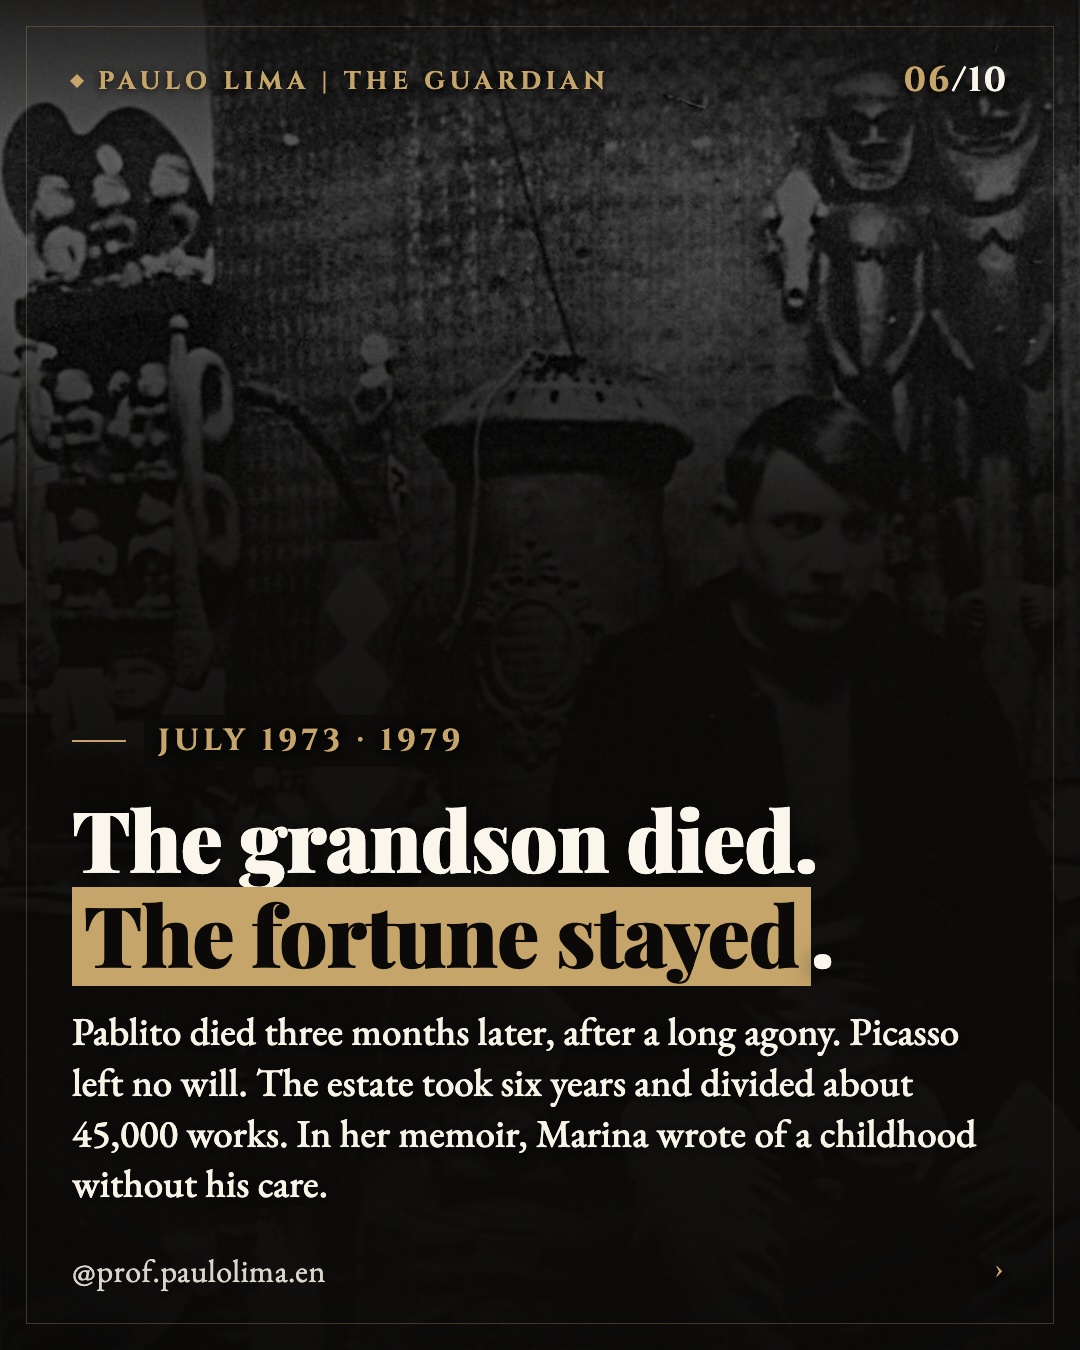 ◆ PAULO LIMA | THE GUARDIAN
06/10
JULY 1973 · 1979
The grandson died.
The fortune stayed.
Pablito died three months later, after a long agony. Picasso
left no will. The estate took six years and divided about
45,000 works. In her memoir, Marina wrote of a childhood
without his care.
@prof.paulolima.en
›